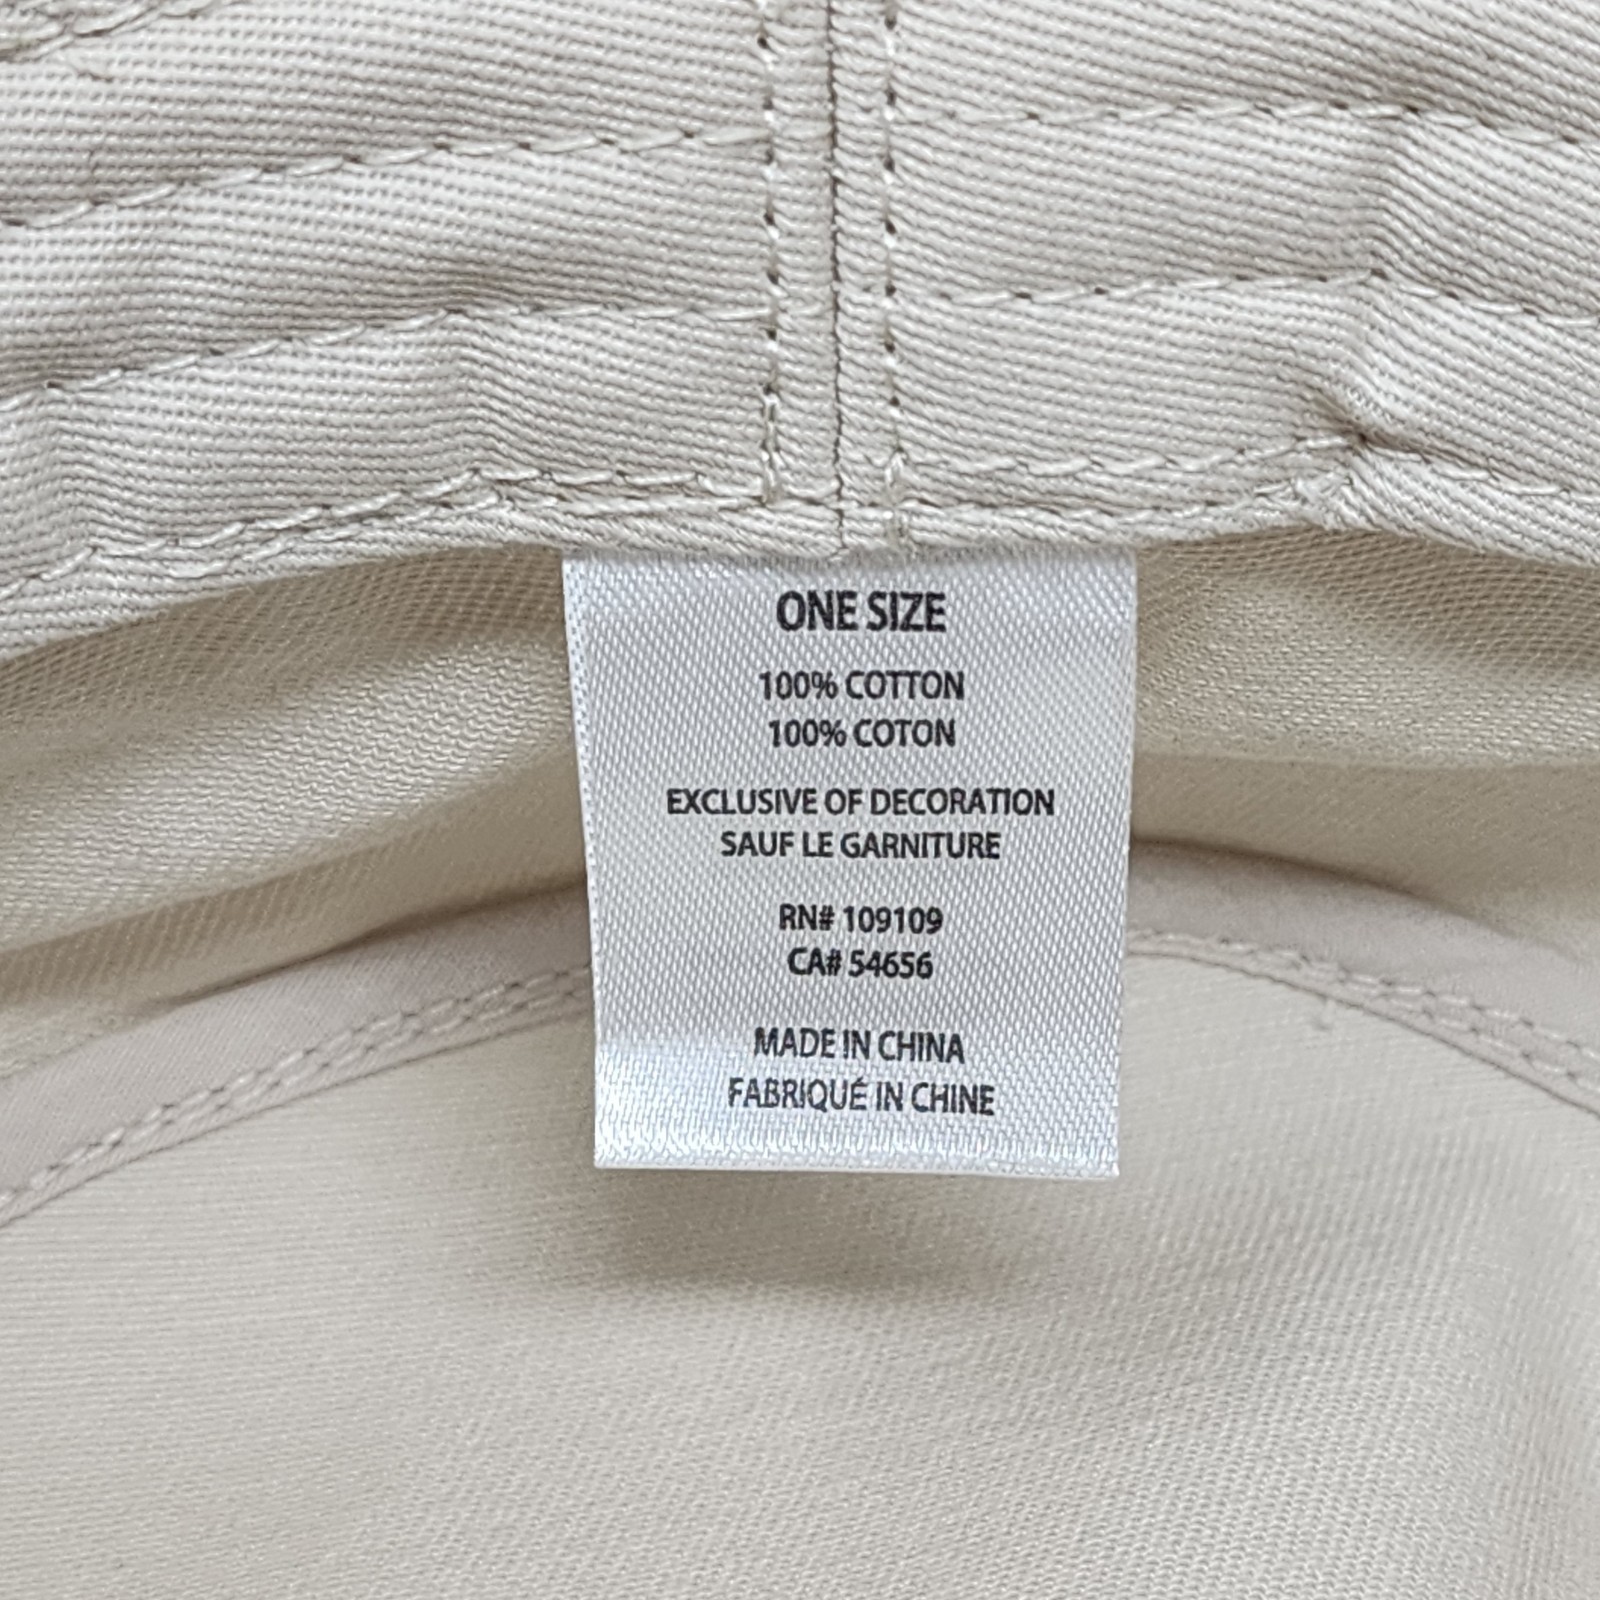 ONE SIZE
100% COTTON
100% COTON
EXCLUSIVE OF DECORATION
SAUF LE GARNITURE
RN# 109109
CA# 54656
MADE IN CHINA
FABRIQUÉ IN CHINE